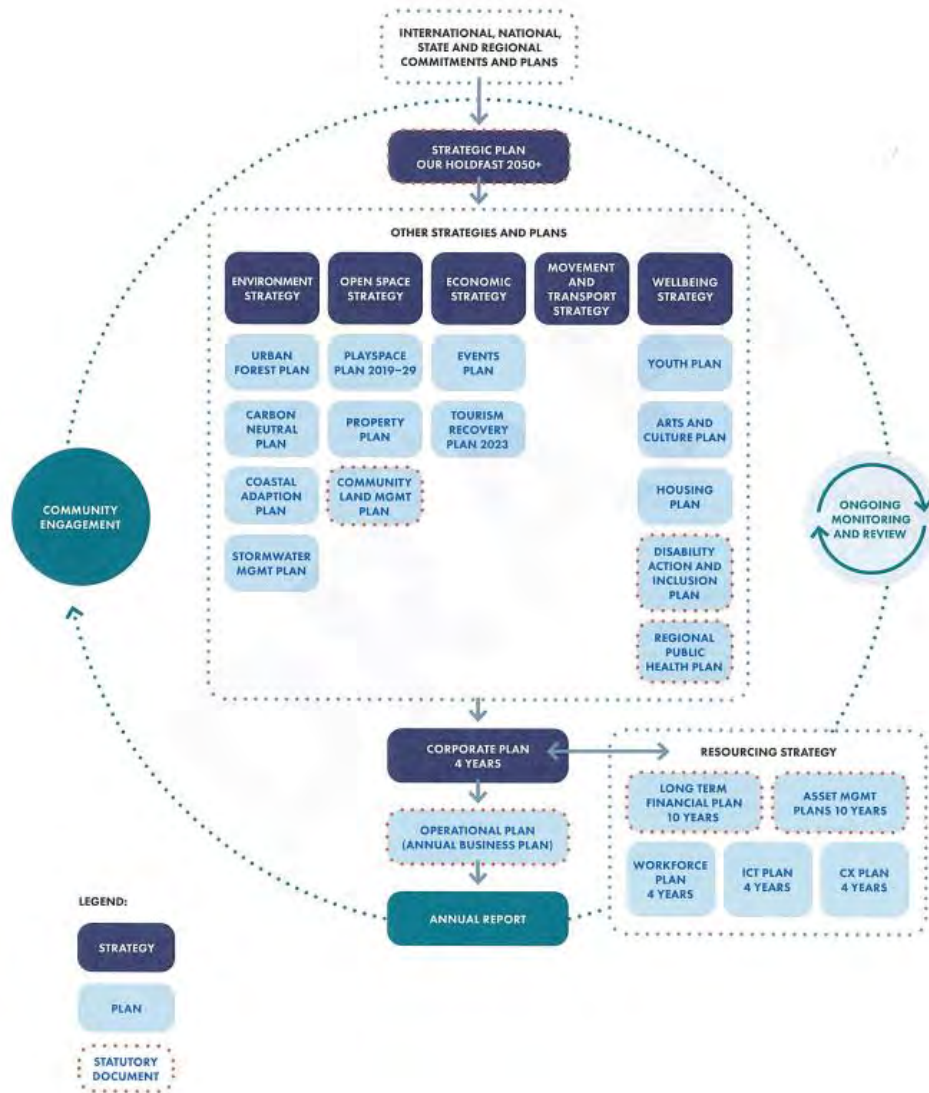 INTERNATIONAL, NATIONAL,
STATE AND REGIONAL
COMMITMENTS AND PLANS
STRATEGIC PLAN
OUR HOLDFAST 2050+
OTHER STRATEGIES AND PLANS
ENVIRONMENT
STRATEGY
OPEN SPACE
STRATEGY
ECONOMIC
STRATEGY
MOVEMENT
AND
TRANSPORT
STRATEGY
WELLBEING
STRATEGY
URBAN
FOREST PLAN
PLAYSPACE
PLAN 2019–29
EVENTS
PLAN
YOUTH PLAN
CARBON
NEUTRAL
PLAN
PROPERTY
PLAN
TOURISM
RECOVERY
PLAN 2023
ARTS AND
CULTURE PLAN
COASTAL
ADAPTION
PLAN
COMMUNITY
LAND MGMT
PLAN
HOUSING
PLAN
STORMWATER
MGMT PLAN
DISABILITY
ACTION AND
INCLUSION
PLAN
REGIONAL
PUBLIC
HEALTH PLAN
COMMUNITY
ENGAGEMENT
ONGOING
MONITORING
AND REVIEW
CORPORATE PLAN
4 YEARS
RESOURCING STRATEGY
LONG TERM
FINANCIAL PLAN
10 YEARS
ASSET MGMT
PLANS 10 YEARS
OPERATIONAL PLAN
(ANNUAL BUSINESS PLAN)
WORKFORCE
PLAN
4 YEARS
ICT PLAN
4 YEARS
CX PLAN
4 YEARS
ANNUAL REPORT
LEGEND:
STRATEGY
PLAN
STATUTORY
DOCUMENT